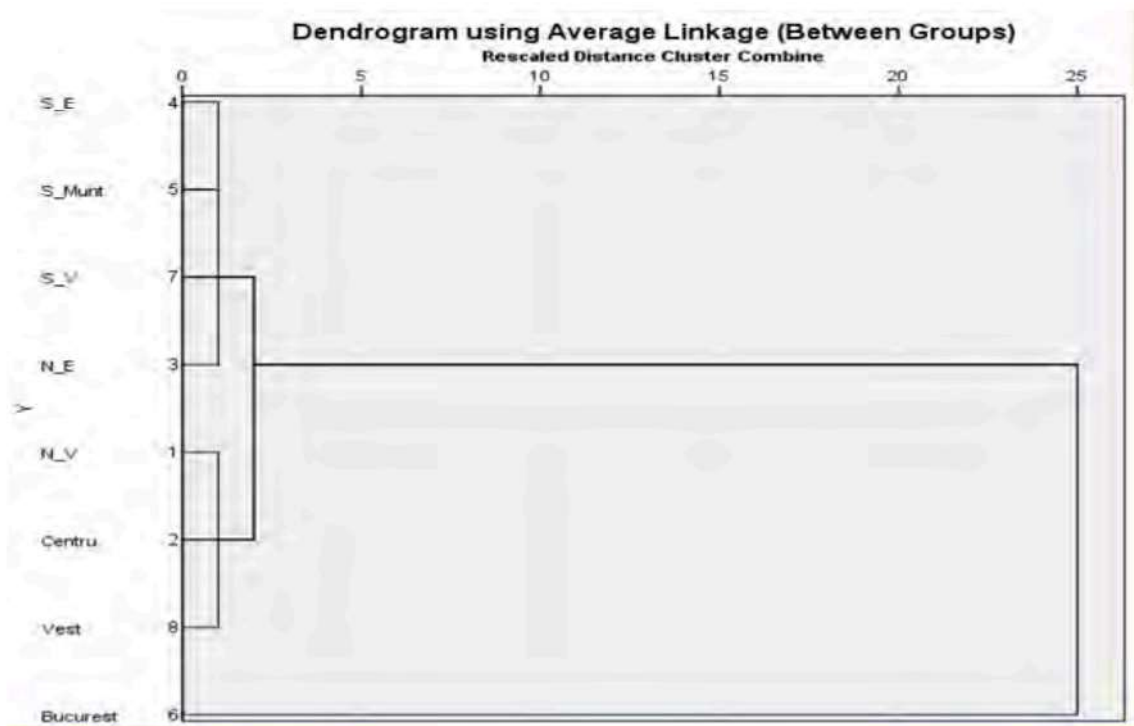 Dendrogram using Average Linkage (Between Groups)
Rescaled Distance Cluster Combine
0 5 10 15 20 25
S_E 4
S_Munt 5
S_V 7
N_E 3
Y
N_V 1
Centru 2
Vest 8
Bucurest 6